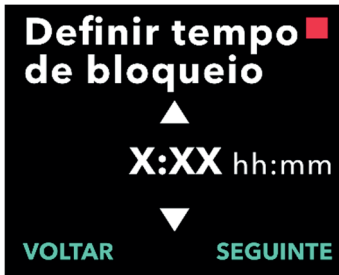 Definir tempo
de bloqueio
X:XX hh:mm
VOLTAR SEGUINTE